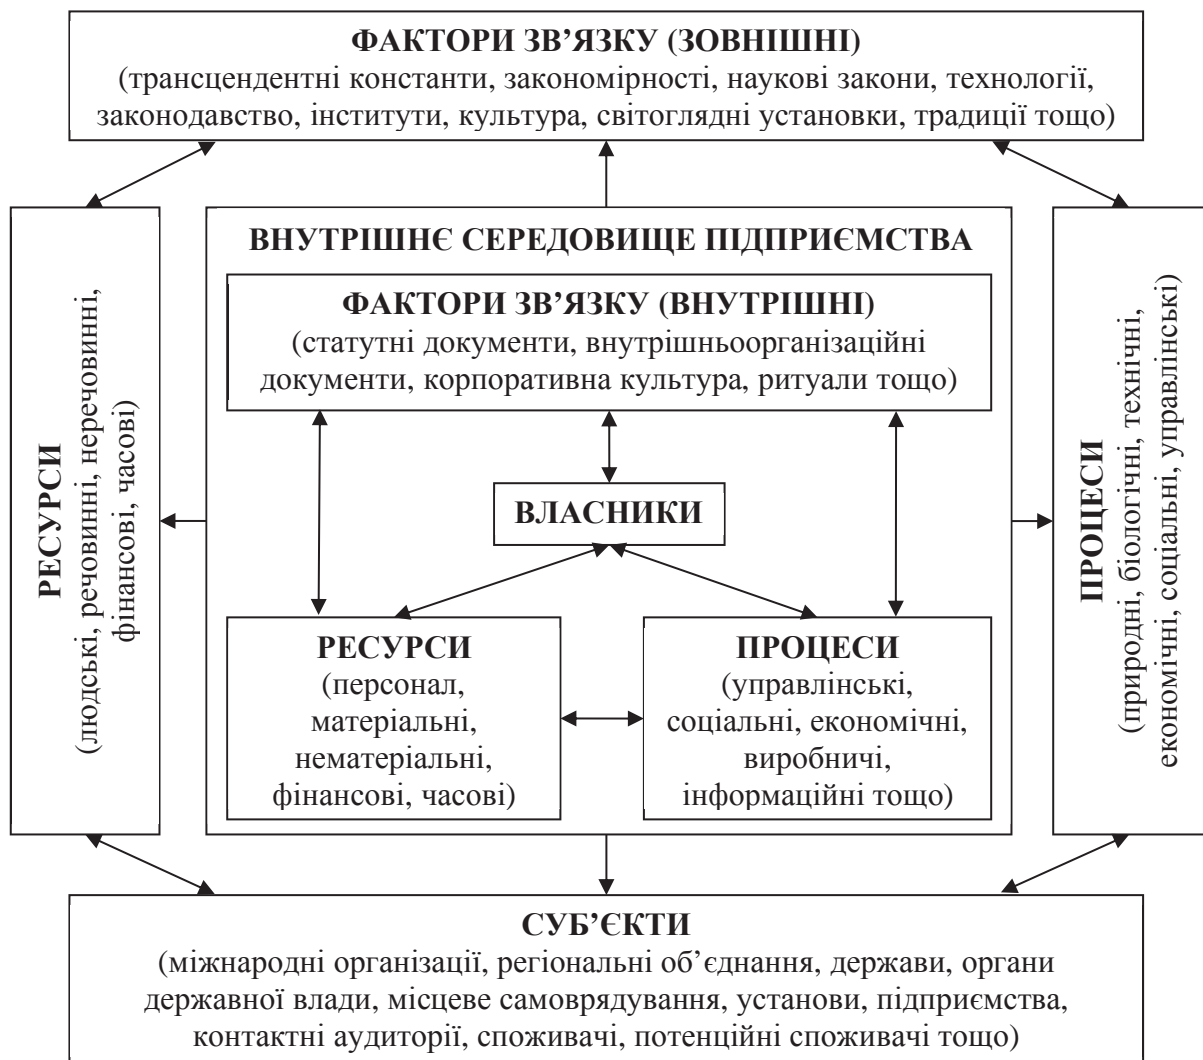 ФАКТОРИ ЗВ’ЯЗКУ (ЗОВНІШНІ)
(трансцендентні константи, закономірності, наукові закони, технології,
законодавство, інститути, культура, світоглядні установки, традиції тощо)
РЕСУРСИ
(людські, речовинні, неречовинні,
фінансові, часові)
ВНУТРІШНЄ СЕРЕДОВИЩЕ ПІДПРИЄМСТВА
ФАКТОРИ ЗВ’ЯЗКУ (ВНУТРІШНІ)
(статутні документи, внутрішньоорганізаційні
документи, корпоративна культура, ритуали тощо)
ВЛАСНИКИ
РЕСУРСИ
(персонал,
матеріальні,
нематеріальні,
фінансові, часові)
ПРОЦЕСИ
(управлінські,
соціальні, економічні,
виробничі,
інформаційні тощо)
ПРОЦЕСИ
(природні, біологічні, технічні,
економічні, соціальні, управлінські)
СУБ’ЄКТИ
(міжнародні організації, регіональні об’єднання, держави, органи
державної влади, місцеве самоврядування, установи, підприємства,
контактні аудиторії, споживачі, потенційні споживачі тощо)